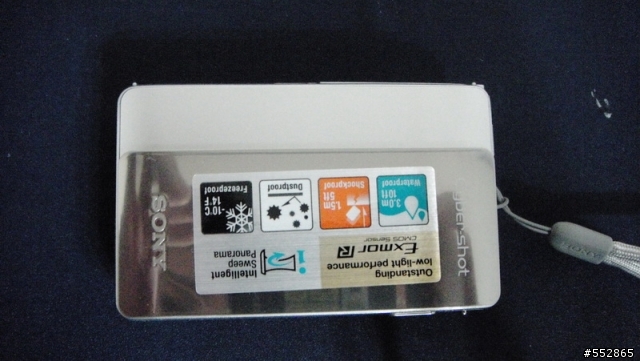 SONY
Cyber-shot
Outstanding
low-light performance
Exmor R
CMOS Sensor
Intelligent
Sweep
Panorama
Waterproof
10ft
3.0m
Shockproof
5ft
1.5m
Dustproof
Freezeproof
14°F
-10°C
#552865